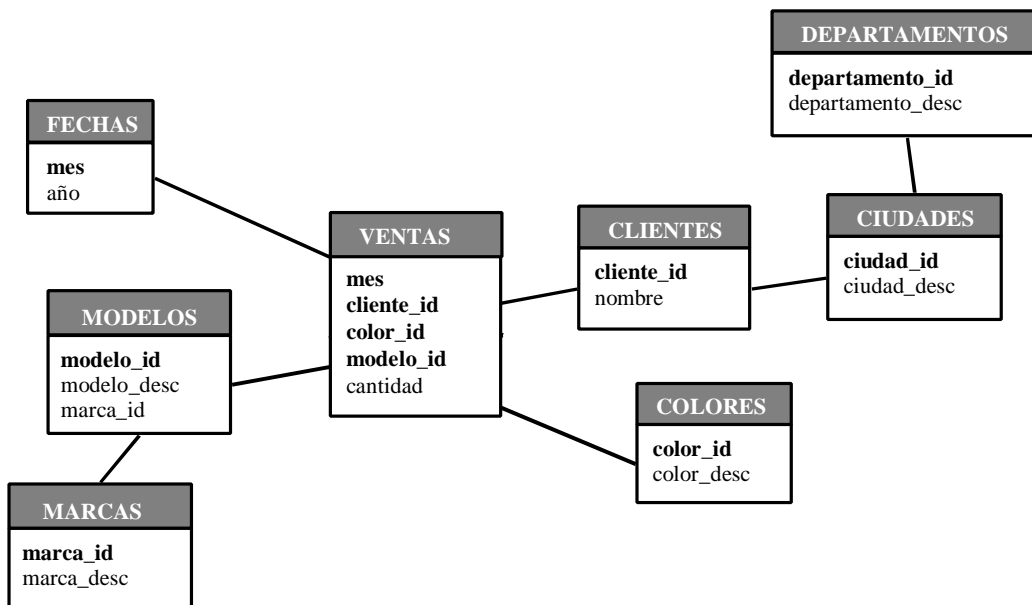 DEPARTAMENTOS
departamento_id
departamento_desc
FECHAS
mes
año
VENTAS
mes
cliente_id
color_id
modelo_id
cantidad
CLIENTES
cliente_id
nombre
CIUDADES
ciudad_id
ciudad_desc
MODELOS
modelo_id
modelo_desc
marca_id
COLORES
color_id
color_desc
MARCAS
marca_id
marca_desc